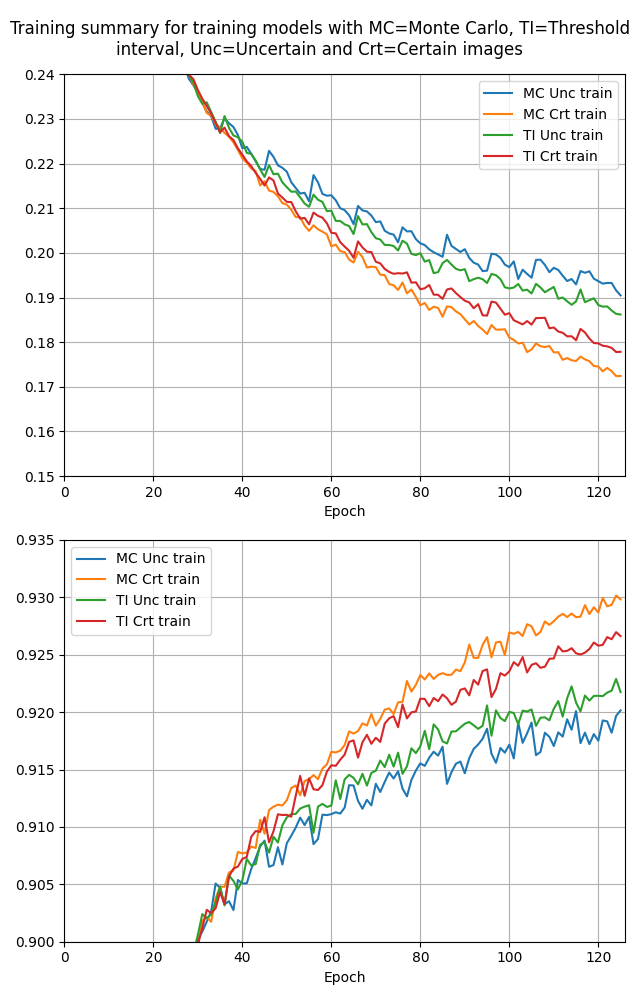 Training summary for training models with MC=Monte Carlo, TI=Threshold
interval, Unc=Uncertain and Crt=Certain images
0.24
0.23
0.22
0.21
0.20
0.19
0.18
0.17
0.16
0.15
MC Unc train
MC Crt train
TI Unc train
TI Crt train
0 20 40 60 80 100 120
Epoch
0.935
0.930
0.925
0.920
0.915
0.910
0.905
0.900
MC Unc train
MC Crt train
TI Unc train
TI Crt train
0 20 40 60 80 100 120
Epoch